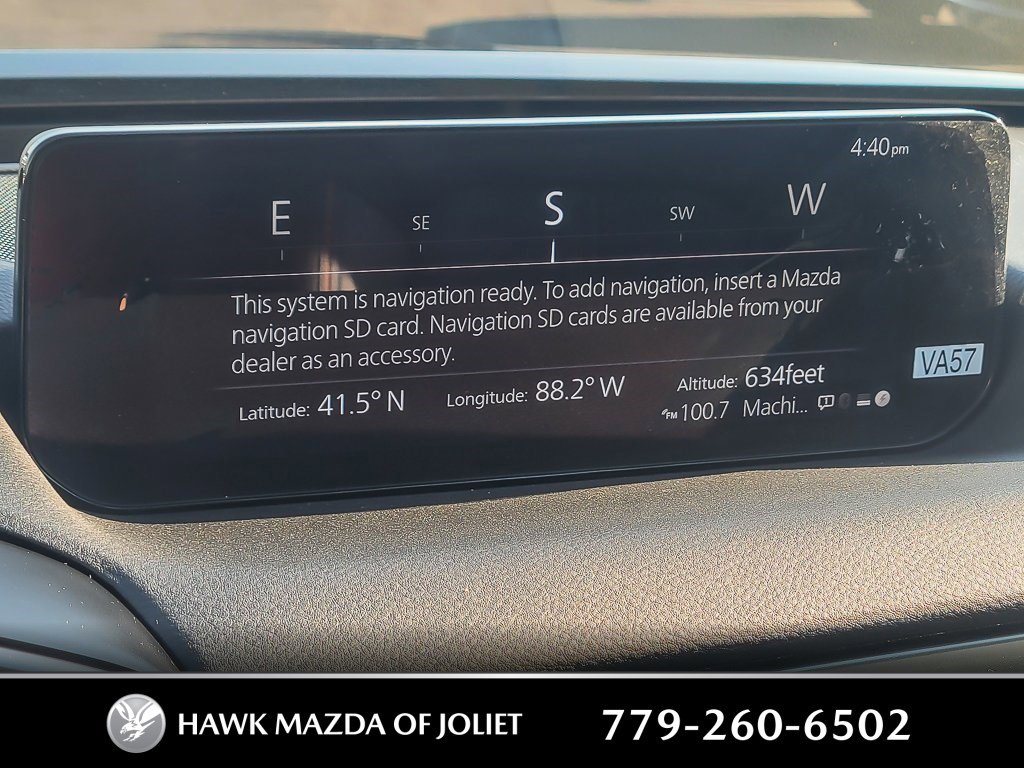 4:40pm
E SE S SW W
This system is navigation ready. To add navigation, insert a Mazda
navigation SD card. Navigation SD cards are available from your
dealer as an accessory.
VA57
Latitude: 41.5° N Longitude: 88.2° W Altitude: 634feet
FM 100.7 Machi...
HAWK MAZDA OF JOLIET 779-260-6502